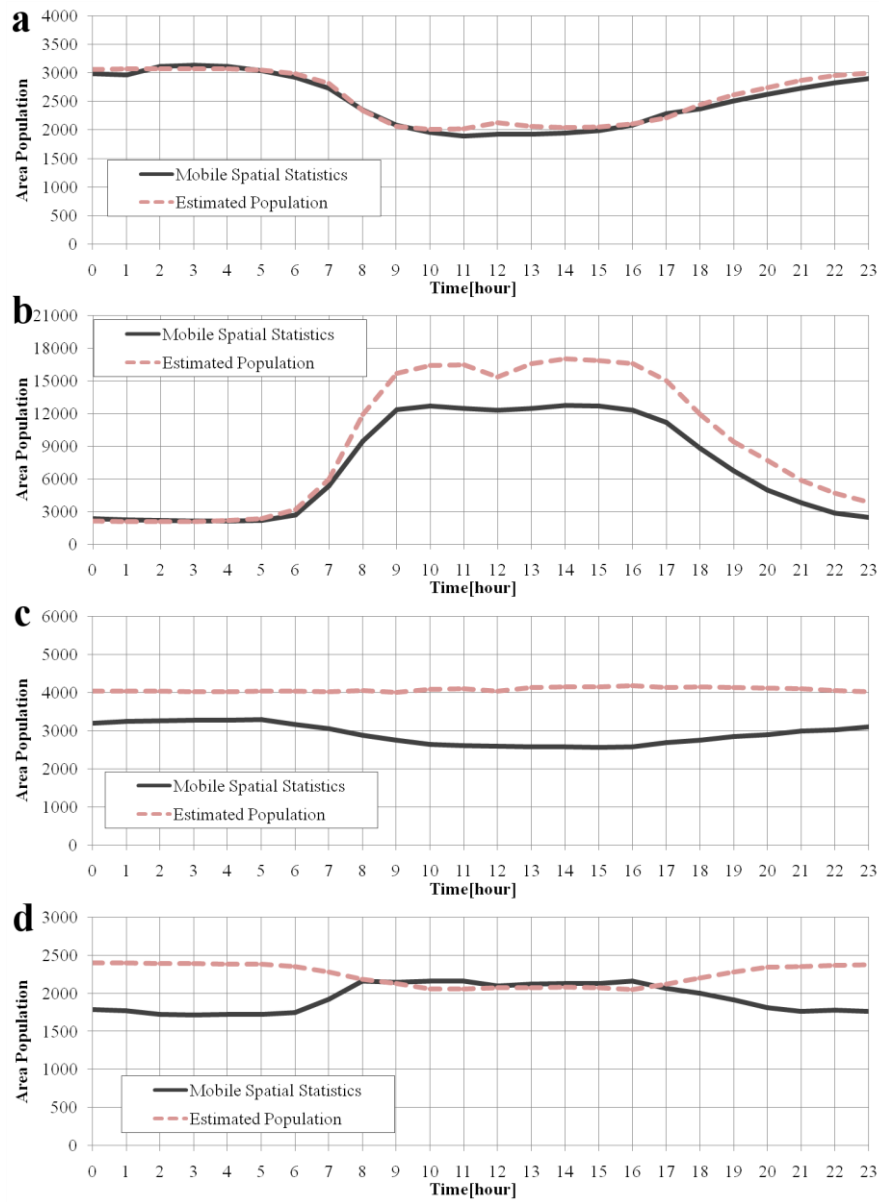 a
4000
3500
3000
2500
2000
1500
1000
500
0
Area Population
Mobile Spatial Statistics
Estimated Population
0 1 2 3 4 5 6 7 8 9 10 11 12 13 14 15 16 17 18 19 20 21 22 23
Time[hour]
b
21000
18000
15000
12000
9000
6000
3000
0
Area Population
Mobile Spatial Statistics
Estimated Population
0 1 2 3 4 5 6 7 8 9 10 11 12 13 14 15 16 17 18 19 20 21 22 23
Time[hour]
c
6000
5000
4000
3000
2000
1000
0
Area Population
Mobile Spatial Statistics
Estimated Population
0 1 2 3 4 5 6 7 8 9 10 11 12 13 14 15 16 17 18 19 20 21 22 23
Time[hour]
d
3000
2500
2000
1500
1000
500
0
Area Population
Mobile Spatial Statistics
Estimated Population
0 1 2 3 4 5 6 7 8 9 10 11 12 13 14 15 16 17 18 19 20 21 22 23
Time[hour]